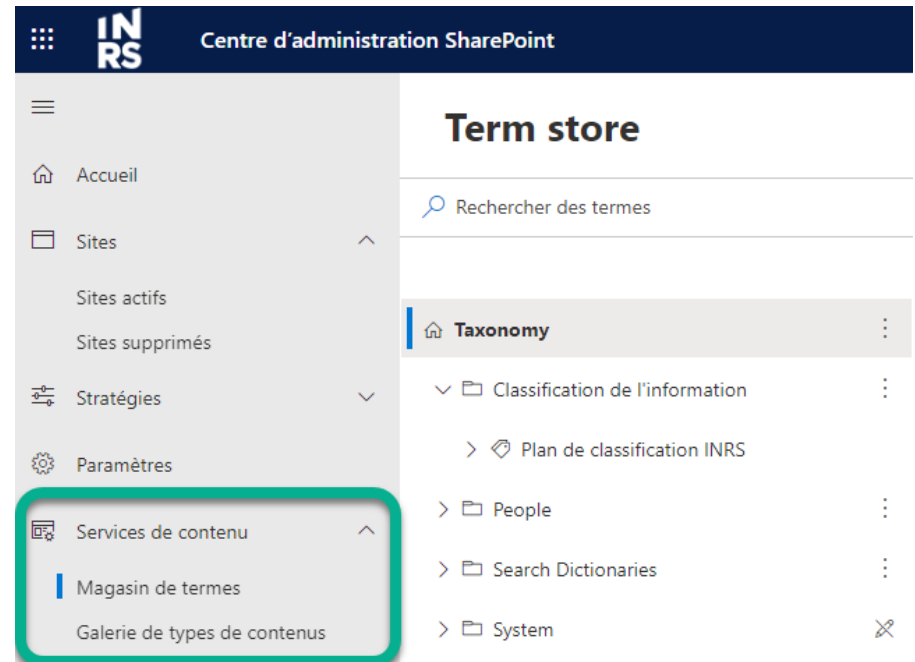 INRS
Centre d'administration SharePoint
Accueil
Sites
Sites actifs
Sites supprimés
Stratégies
Paramètres
Services de contenu
Magasin de termes
Galerie de types de contenus
Term store
Rechercher des termes
Taxonomy
Classification de l'information
Plan de classification INRS
People
Search Dictionaries
System